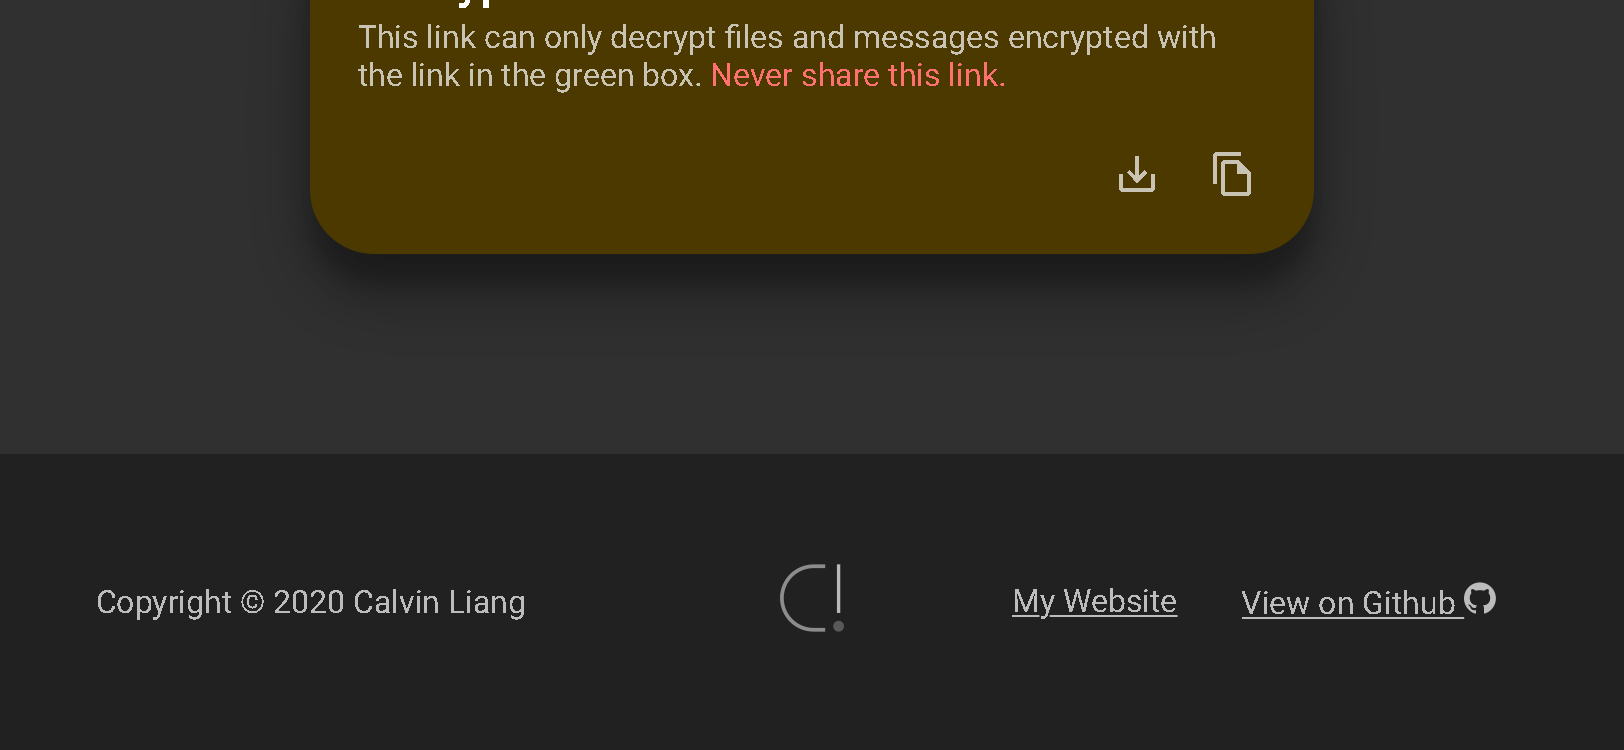 This link can only decrypt files and messages encrypted with
the link in the green box. Never share this link.
Copyright © 2020 Calvin Liang
My Website
View on Github